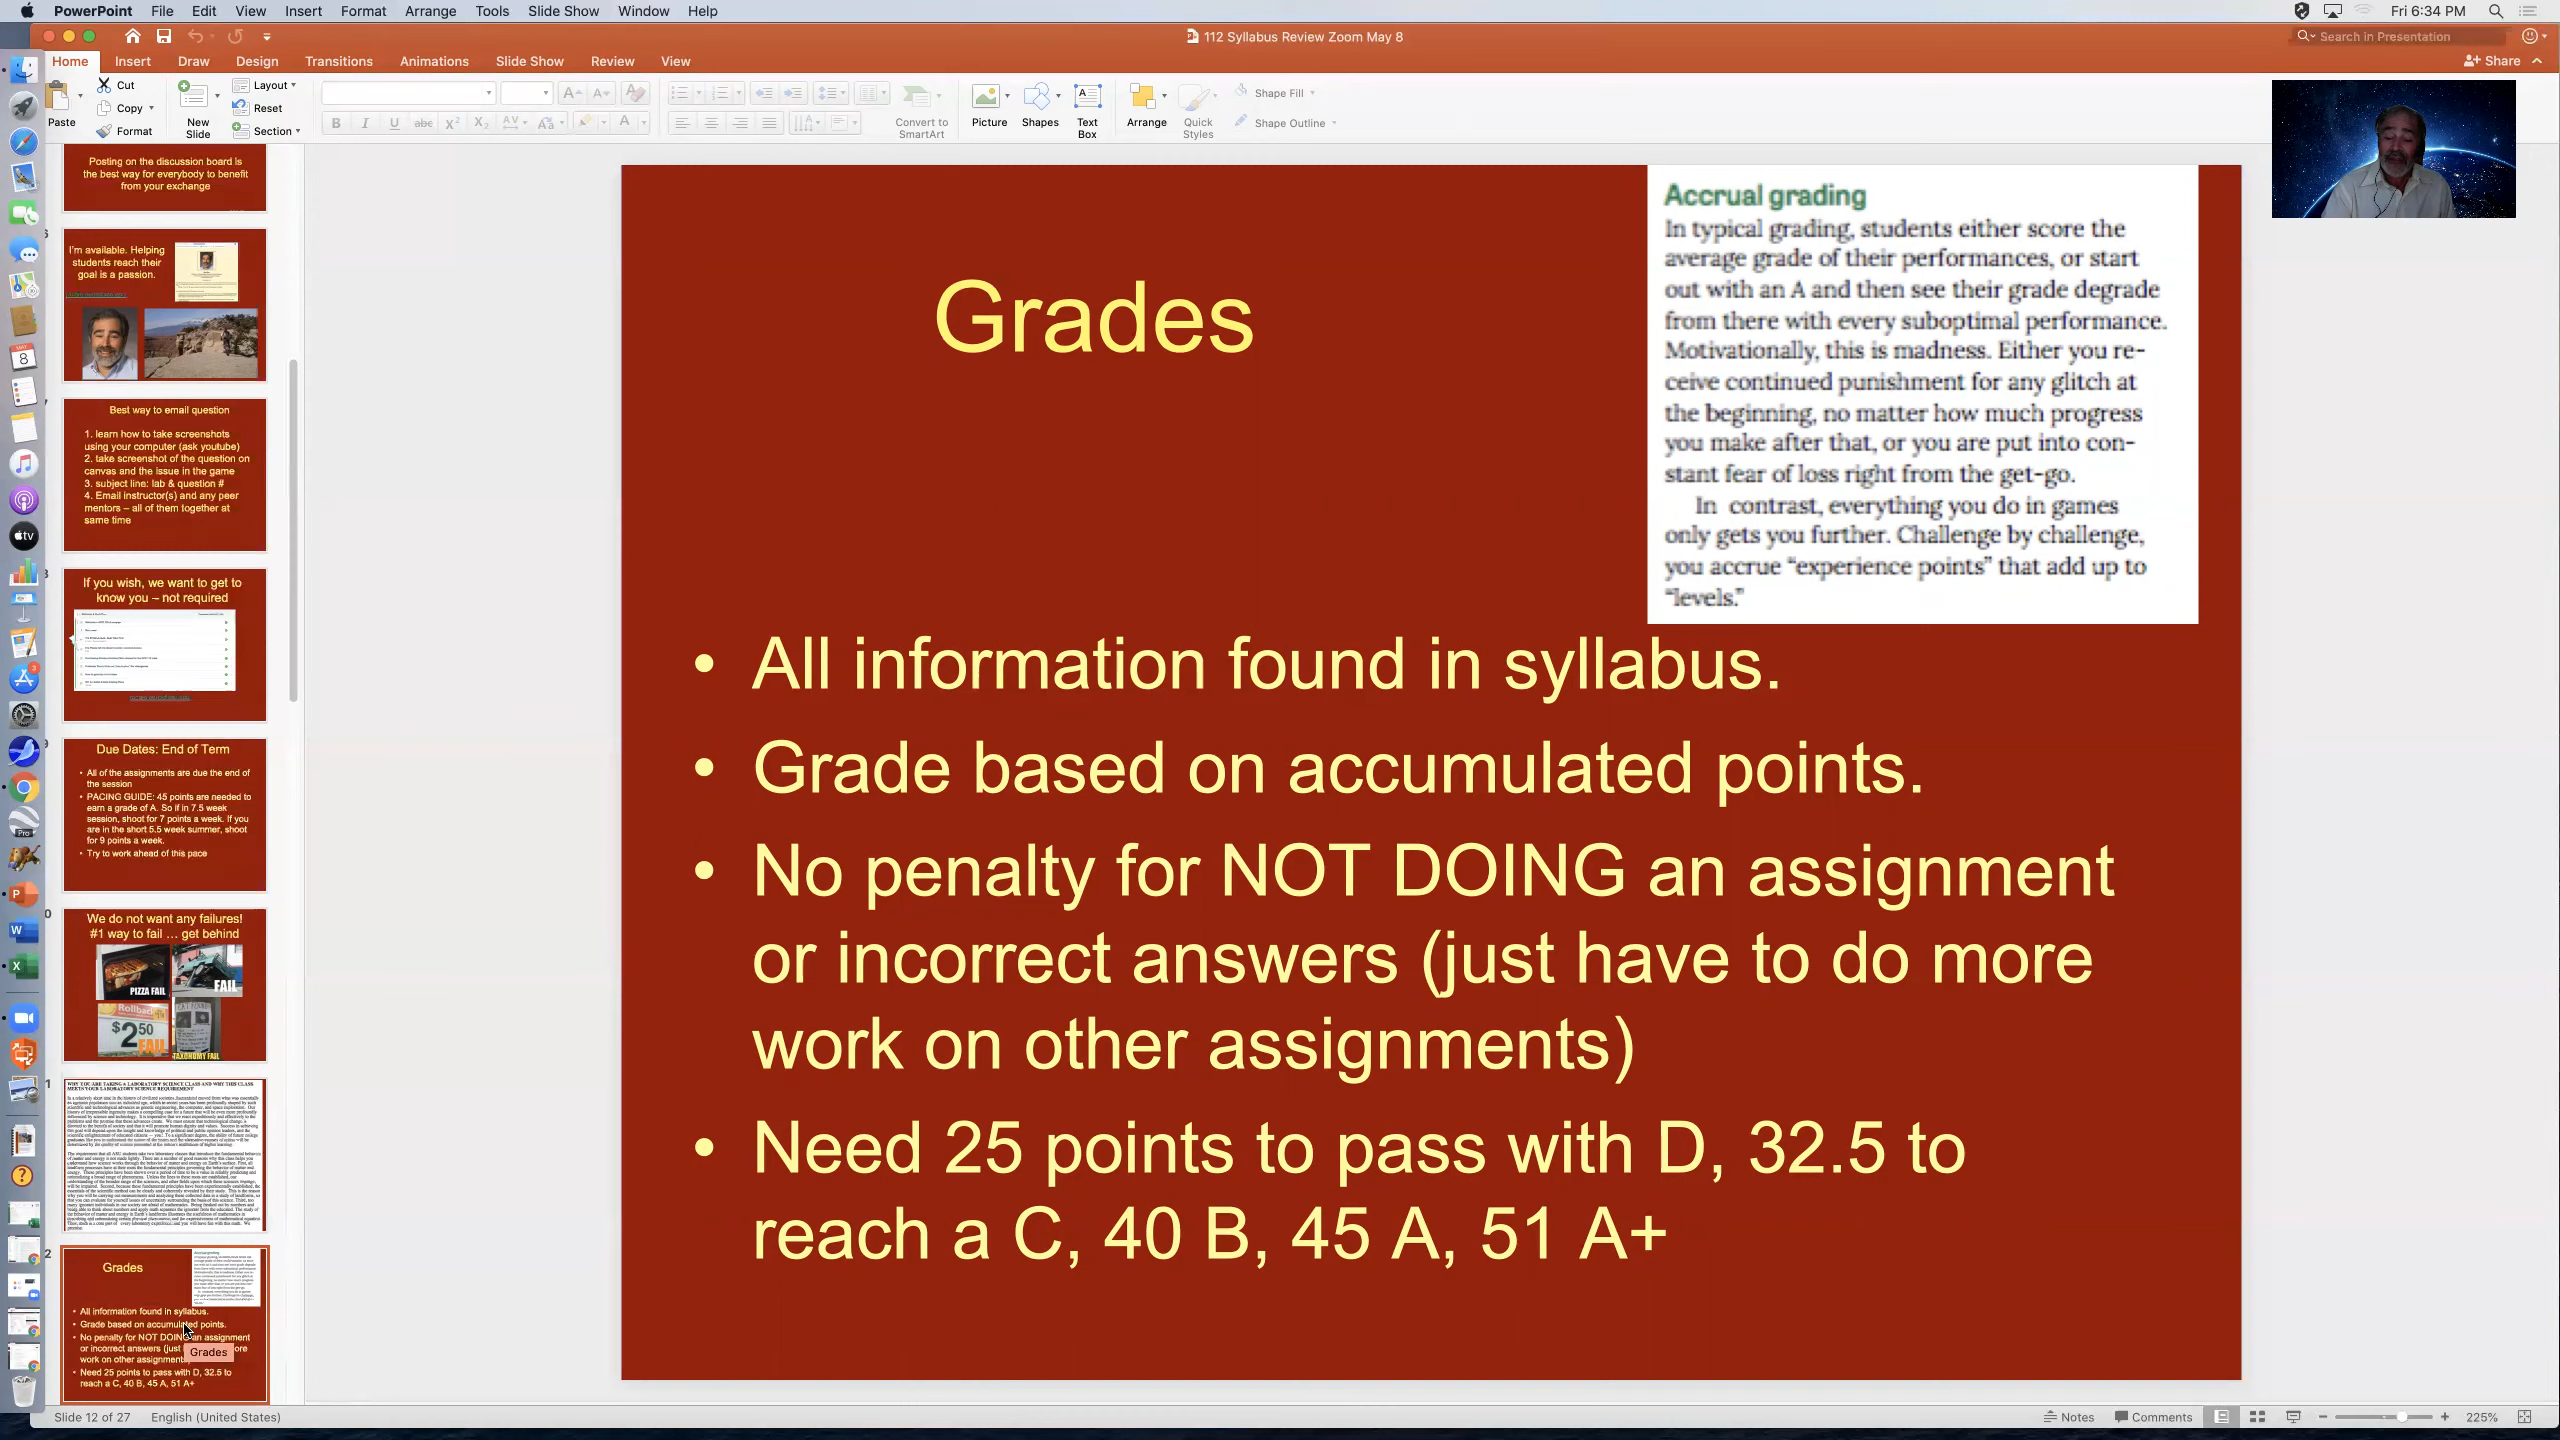 PowerPoint File Edit View Insert Format Arrange Tools Slide Show Window Help Fri 6:34 PM
112 Syllabus Review Zoom May 8 Search in Presentation
Home Insert Draw Design Transitions Animations Slide Show Review View Share
Paste Cut Copy Format New Slide Layout Reset Section
Convert to SmartArt Picture Shapes Text Box Arrange Quick Styles Shape Fill Shape Outline
Posting on the discussion board is
the best way for everybody to benefit
from your exchange
I'm available. Helping
students reach their
goal is a passion.
Best way to email question
1. learn how to take screenshots
using your computer (ask youtube)
2. take screenshot of the question on
canvas and the issue in the game
3. subject line: lab & question #
4. Email instructor(s) and any peer
mentors – all of them together at
same time
If you wish, we want to get to
know you – not required
Due Dates: End of Term
• All of the assignments are due the end of
the session
• PACING GUIDE: 45 points are needed to
earn a grade of A. So if in 7.5 week
session, shoot for 7 points a week. If you
are in the short 5.5 week summer, shoot
for 9 points a week.
• Try to work ahead of this pace
We do not want any failures!
#1 way to fail … get behind
PIZZA FAIL
FAIL
Rollback
$2.50
FAIL
TAXONOMY FAIL
WHY YOU ARE TAKING A LABORATORY SCIENCE CLASS AND WHY THIS CLASS
MEETS YOUR LABORATORY SCIENCE REQUIREMENT
Grades
• All information found in syllabus.
• Grade based on accumulated points.
• No penalty for NOT DOING an assignment
or incorrect answers (just
work on other assignments)
• Need 25 points to pass with D, 32.5 to
reach a C, 40 B, 45 A, 51 A+
Grades
Grades
Accrual grading
In typical grading, students either score the
average grade of their performances, or start
out with an A and then see their grade degrade
from there with every suboptimal performance.
Motivationally, this is madness. Either you re-
ceive continued punishment for any glitch at
the beginning, no matter how much progress
you make after that, or you are put into con-
stant fear of loss right from the get-go.
In contrast, everything you do in games
only gets you further. Challenge by challenge,
you accrue “experience points” that add up to
“levels.”
• All information found in syllabus.
• Grade based on accumulated points.
• No penalty for NOT DOING an assignment
or incorrect answers (just have to do more
work on other assignments)
• Need 25 points to pass with D, 32.5 to
reach a C, 40 B, 45 A, 51 A+
Slide 12 of 27 English (United States) Notes Comments 225%